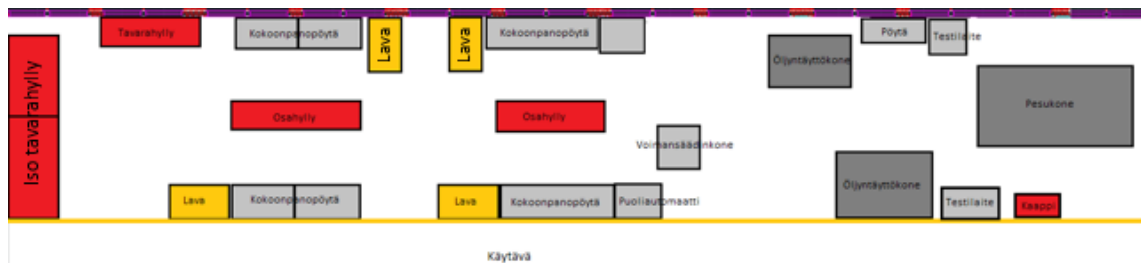 Tavarahylly
Kokoonpanopöytä
Lava
Lava
Kokoonpanopöytä
Pöytä
Testilaite
Öljyntäyttökone
Pesukone
Iso tavarahylly
Osahylly
Osahylly
Voimansäädinkone
Öljyntäyttökone
Lava
Kokoonpanopöytä
Lava
Kokoonpanopöytä
Puoliautomaatti
Testilaite
Kaappi
Käytävä